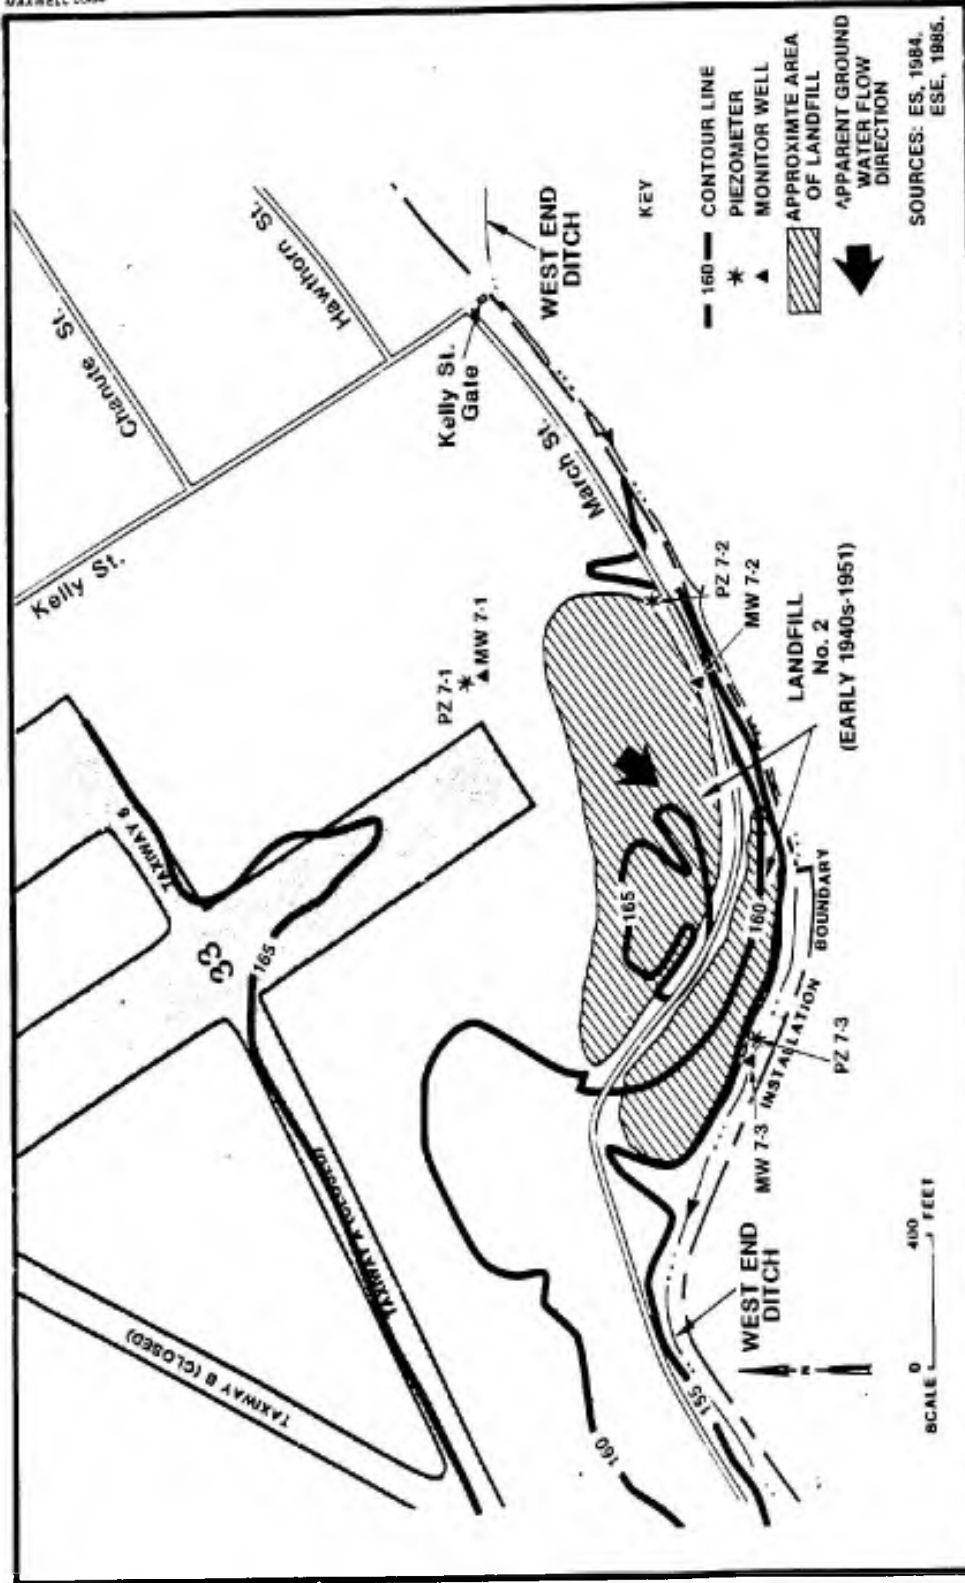 Chanute St.
Hawthorn St.
Kelly St.
Kelly St.
Gate
WEST END
DITCH
March St.
PZ 7-1
MW 7-1
PZ 7-2
MW 7-2
LANDFILL
No. 2
(EARLY 1940s-1951)
TAXIWAY 6
33
165
165
160
INSTALLATION BOUNDARY
PZ 7-3
MW 7-3
TAXIWAY A (CLOSED)
TAXIWAY B (CLOSED)
160
155
WEST END
DITCH
N
SCALE 0 400 FEET
KEY
160 CONTOUR LINE
PIEZOMETER
MONITOR WELL
APPROXIMTE AREA
OF LANDFILL
APPARENT GROUND
WATER FLOW
DIRECTION
SOURCES: ES, 1984.
ESE, 1985.